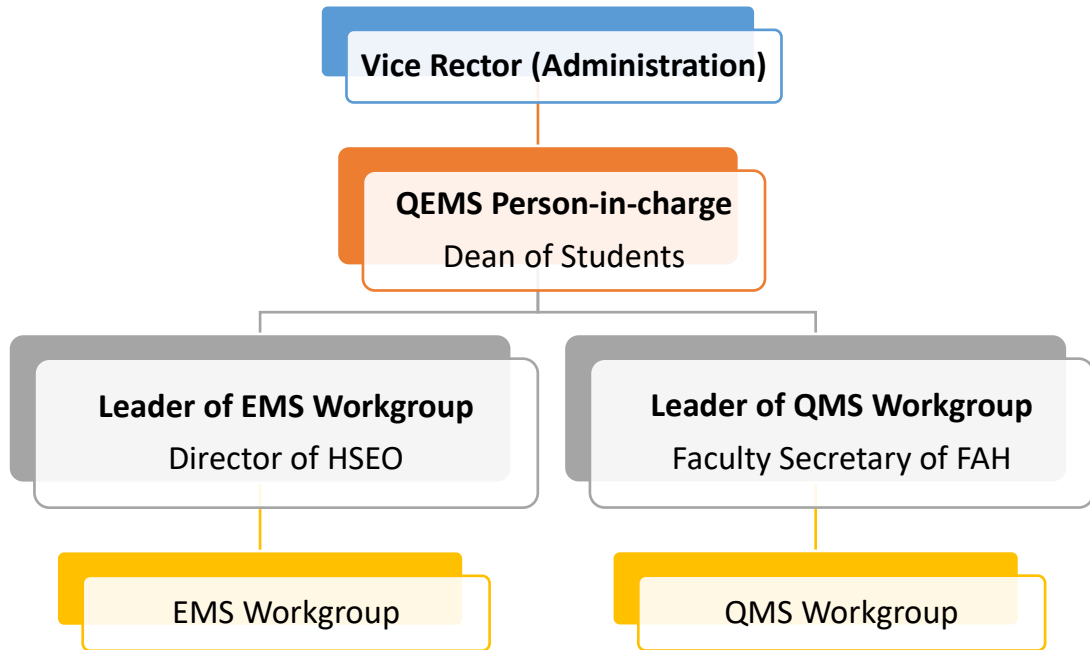 Vice Rector (Administration)
QEMS Person-in-charge
Dean of Students
Leader of EMS Workgroup
Director of HSEO
Leader of QMS Workgroup
Faculty Secretary of FAH
EMS Workgroup
QMS Workgroup